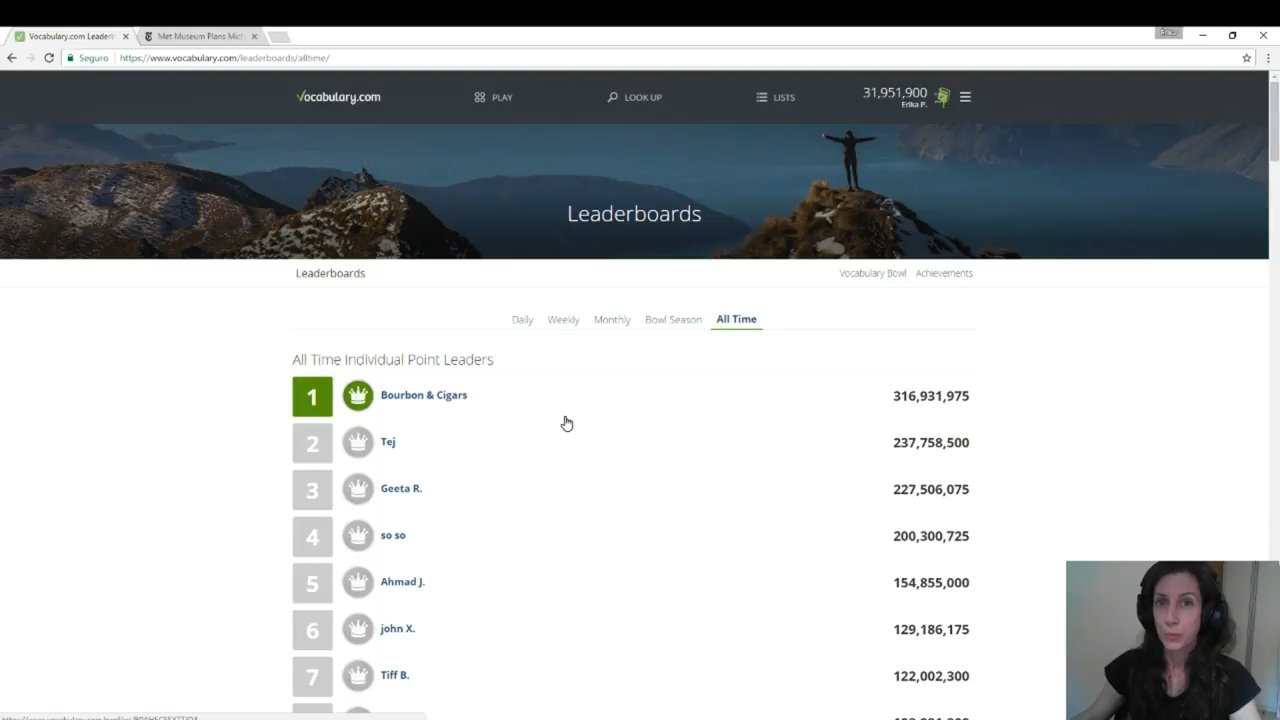 Vocabulary.com Leaderb
Met Museum Plans Mich
Erika
Seguro
https://www.vocabulary.com/leaderboards/alltime/
Vocabulary.com
PLAY
LOOK UP
LISTS
31,951,900
Erika P.
Leaderboards
Leaderboards
Vocabulary Bowl
Achievements
Daily
Weekly
Monthly
Bowl Season
All Time
All Time Individual Point Leaders
1 Bourbon & Cigars 316,931,975
2 Tej 237,758,500
3 Geeta R. 227,506,075
4 so so 200,300,725
5 Ahmad J. 154,855,000
6 john X. 129,186,175
7 Tiff B. 122,002,300